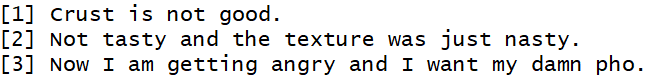 [1] Crust is not good.
[2] Not tasty and the texture was just nasty.
[3] Now I am getting angry and I want my damn pho.